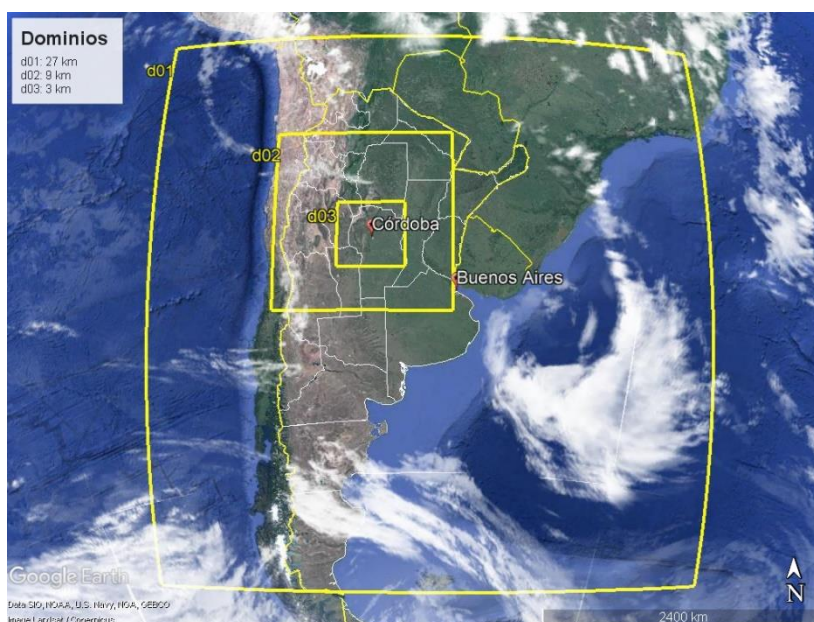 Dominios
d01: 27 km
d02: 9 km
d03: 3 km
d01
d02
d03
Córdoba
Buenos Aires
Google Earth
Data SIO, NOAA, U.S. Navy, NGA, GEBCO
Image Landsat / Copernicus
2400 km
N